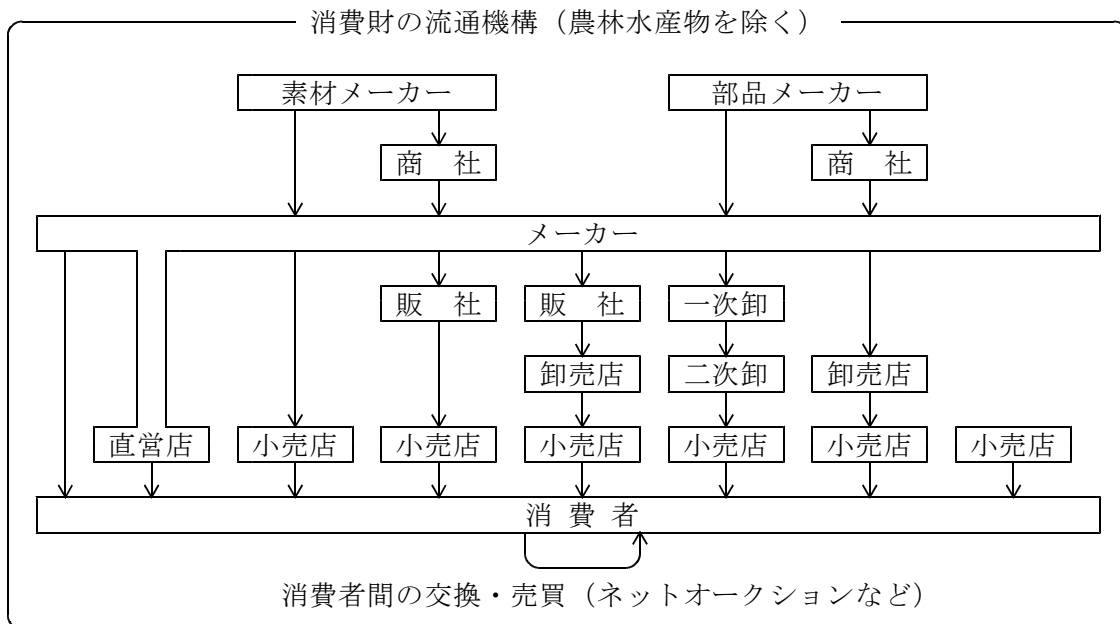 消費財の流通機構（農林水産物を除く）
素材メーカー　部品メーカー
商　社　商　社
メーカー
販　社　販　社　一次卸
卸売店　二次卸　卸売店
直営店　小売店　小売店　小売店　小売店　小売店　小売店
消 費 者
消費者間の交換・売買（ネットオークションなど）